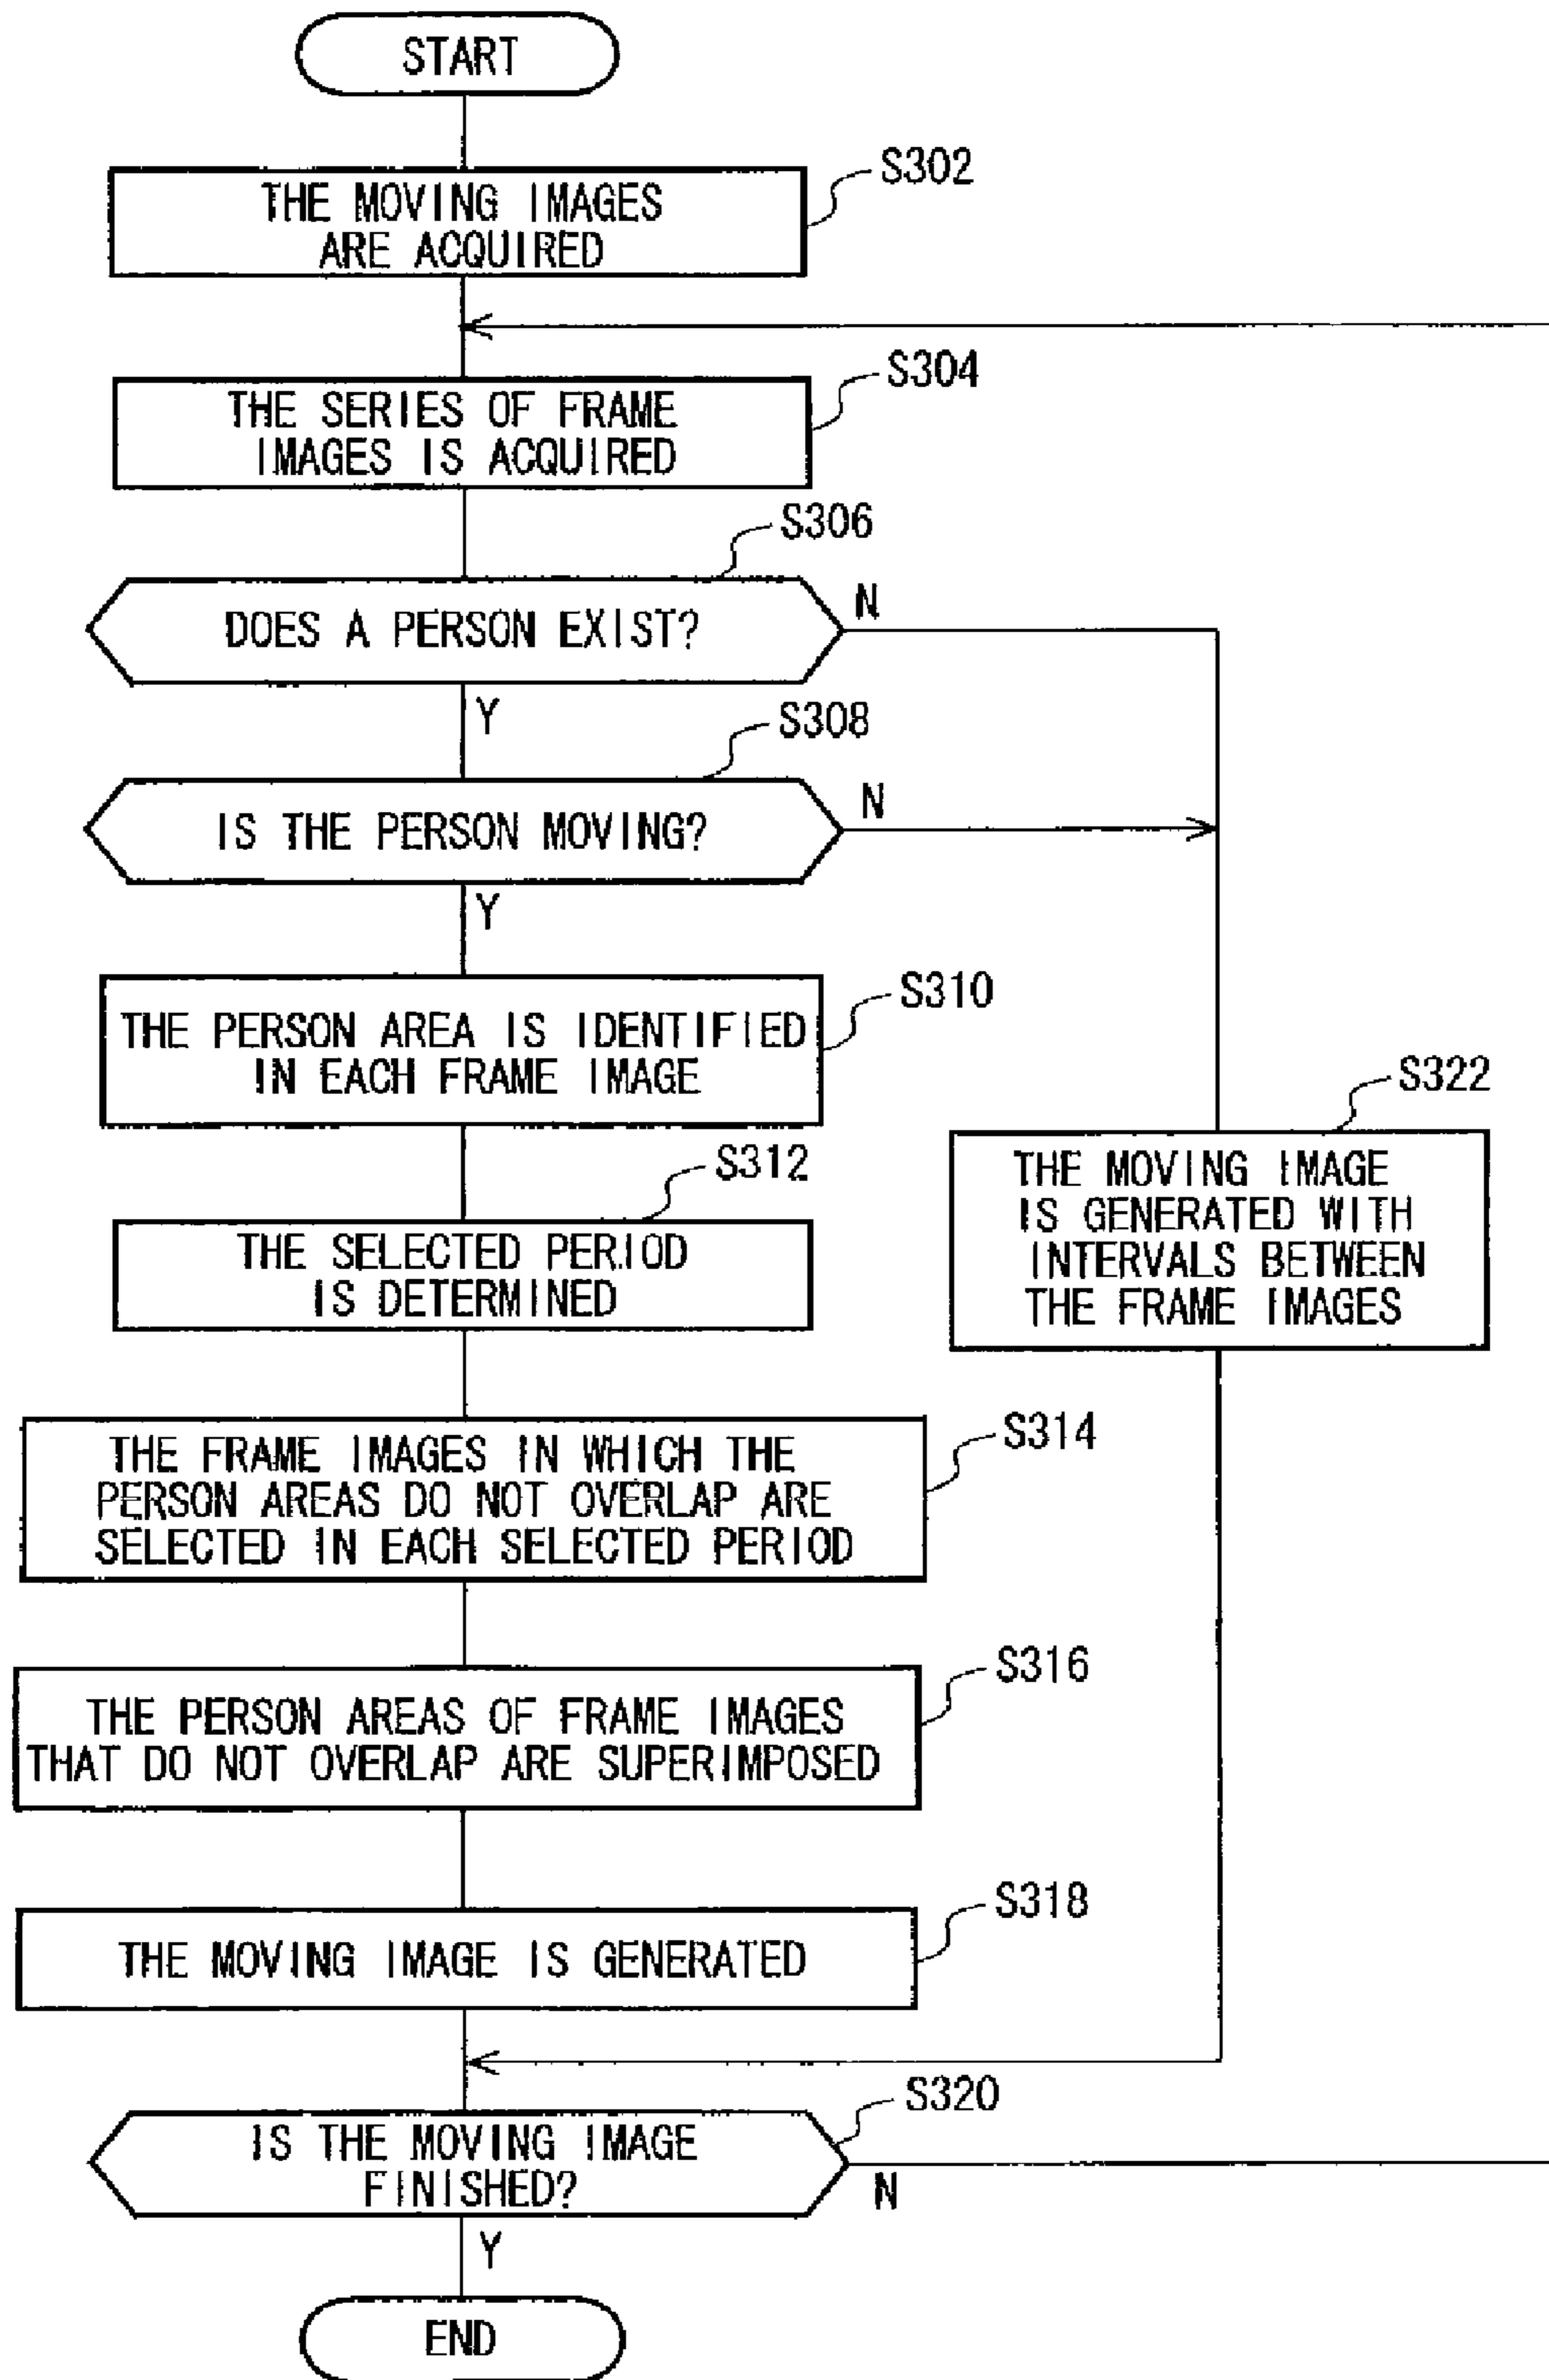 START
S302
THE MOVING IMAGES
ARE ACQUIRED
S304
THE SERIES OF FRAME
IMAGES IS ACQUIRED
S306
DOES A PERSON EXIST?
N
Y
S308
IS THE PERSON MOVING?
N
Y
S310
THE PERSON AREA IS IDENTIFIED
IN EACH FRAME IMAGE
S322
THE MOVING IMAGE
IS GENERATED WITH
INTERVALS BETWEEN
THE FRAME IMAGES
S312
THE SELECTED PERIOD
IS DETERMINED
S314
THE FRAME IMAGES IN WHICH THE
PERSON AREAS DO NOT OVERLAP ARE
SELECTED IN EACH SELECTED PERIOD
S316
THE PERSON AREAS OF FRAME IMAGES
THAT DO NOT OVERLAP ARE SUPERIMPOSED
S318
THE MOVING IMAGE IS GENERATED
S320
IS THE MOVING IMAGE
FINISHED?
N
Y
END